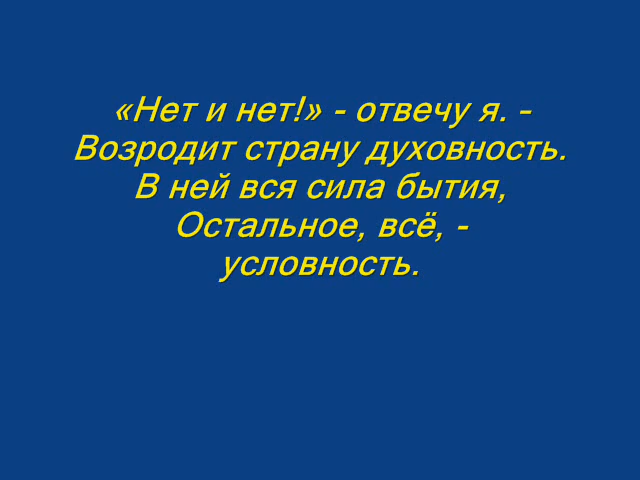 «Нет и нет!» - отвечу я. -
Возродит страну духовность.
В ней вся сила бытия,
Остальное, всё, -
условность.